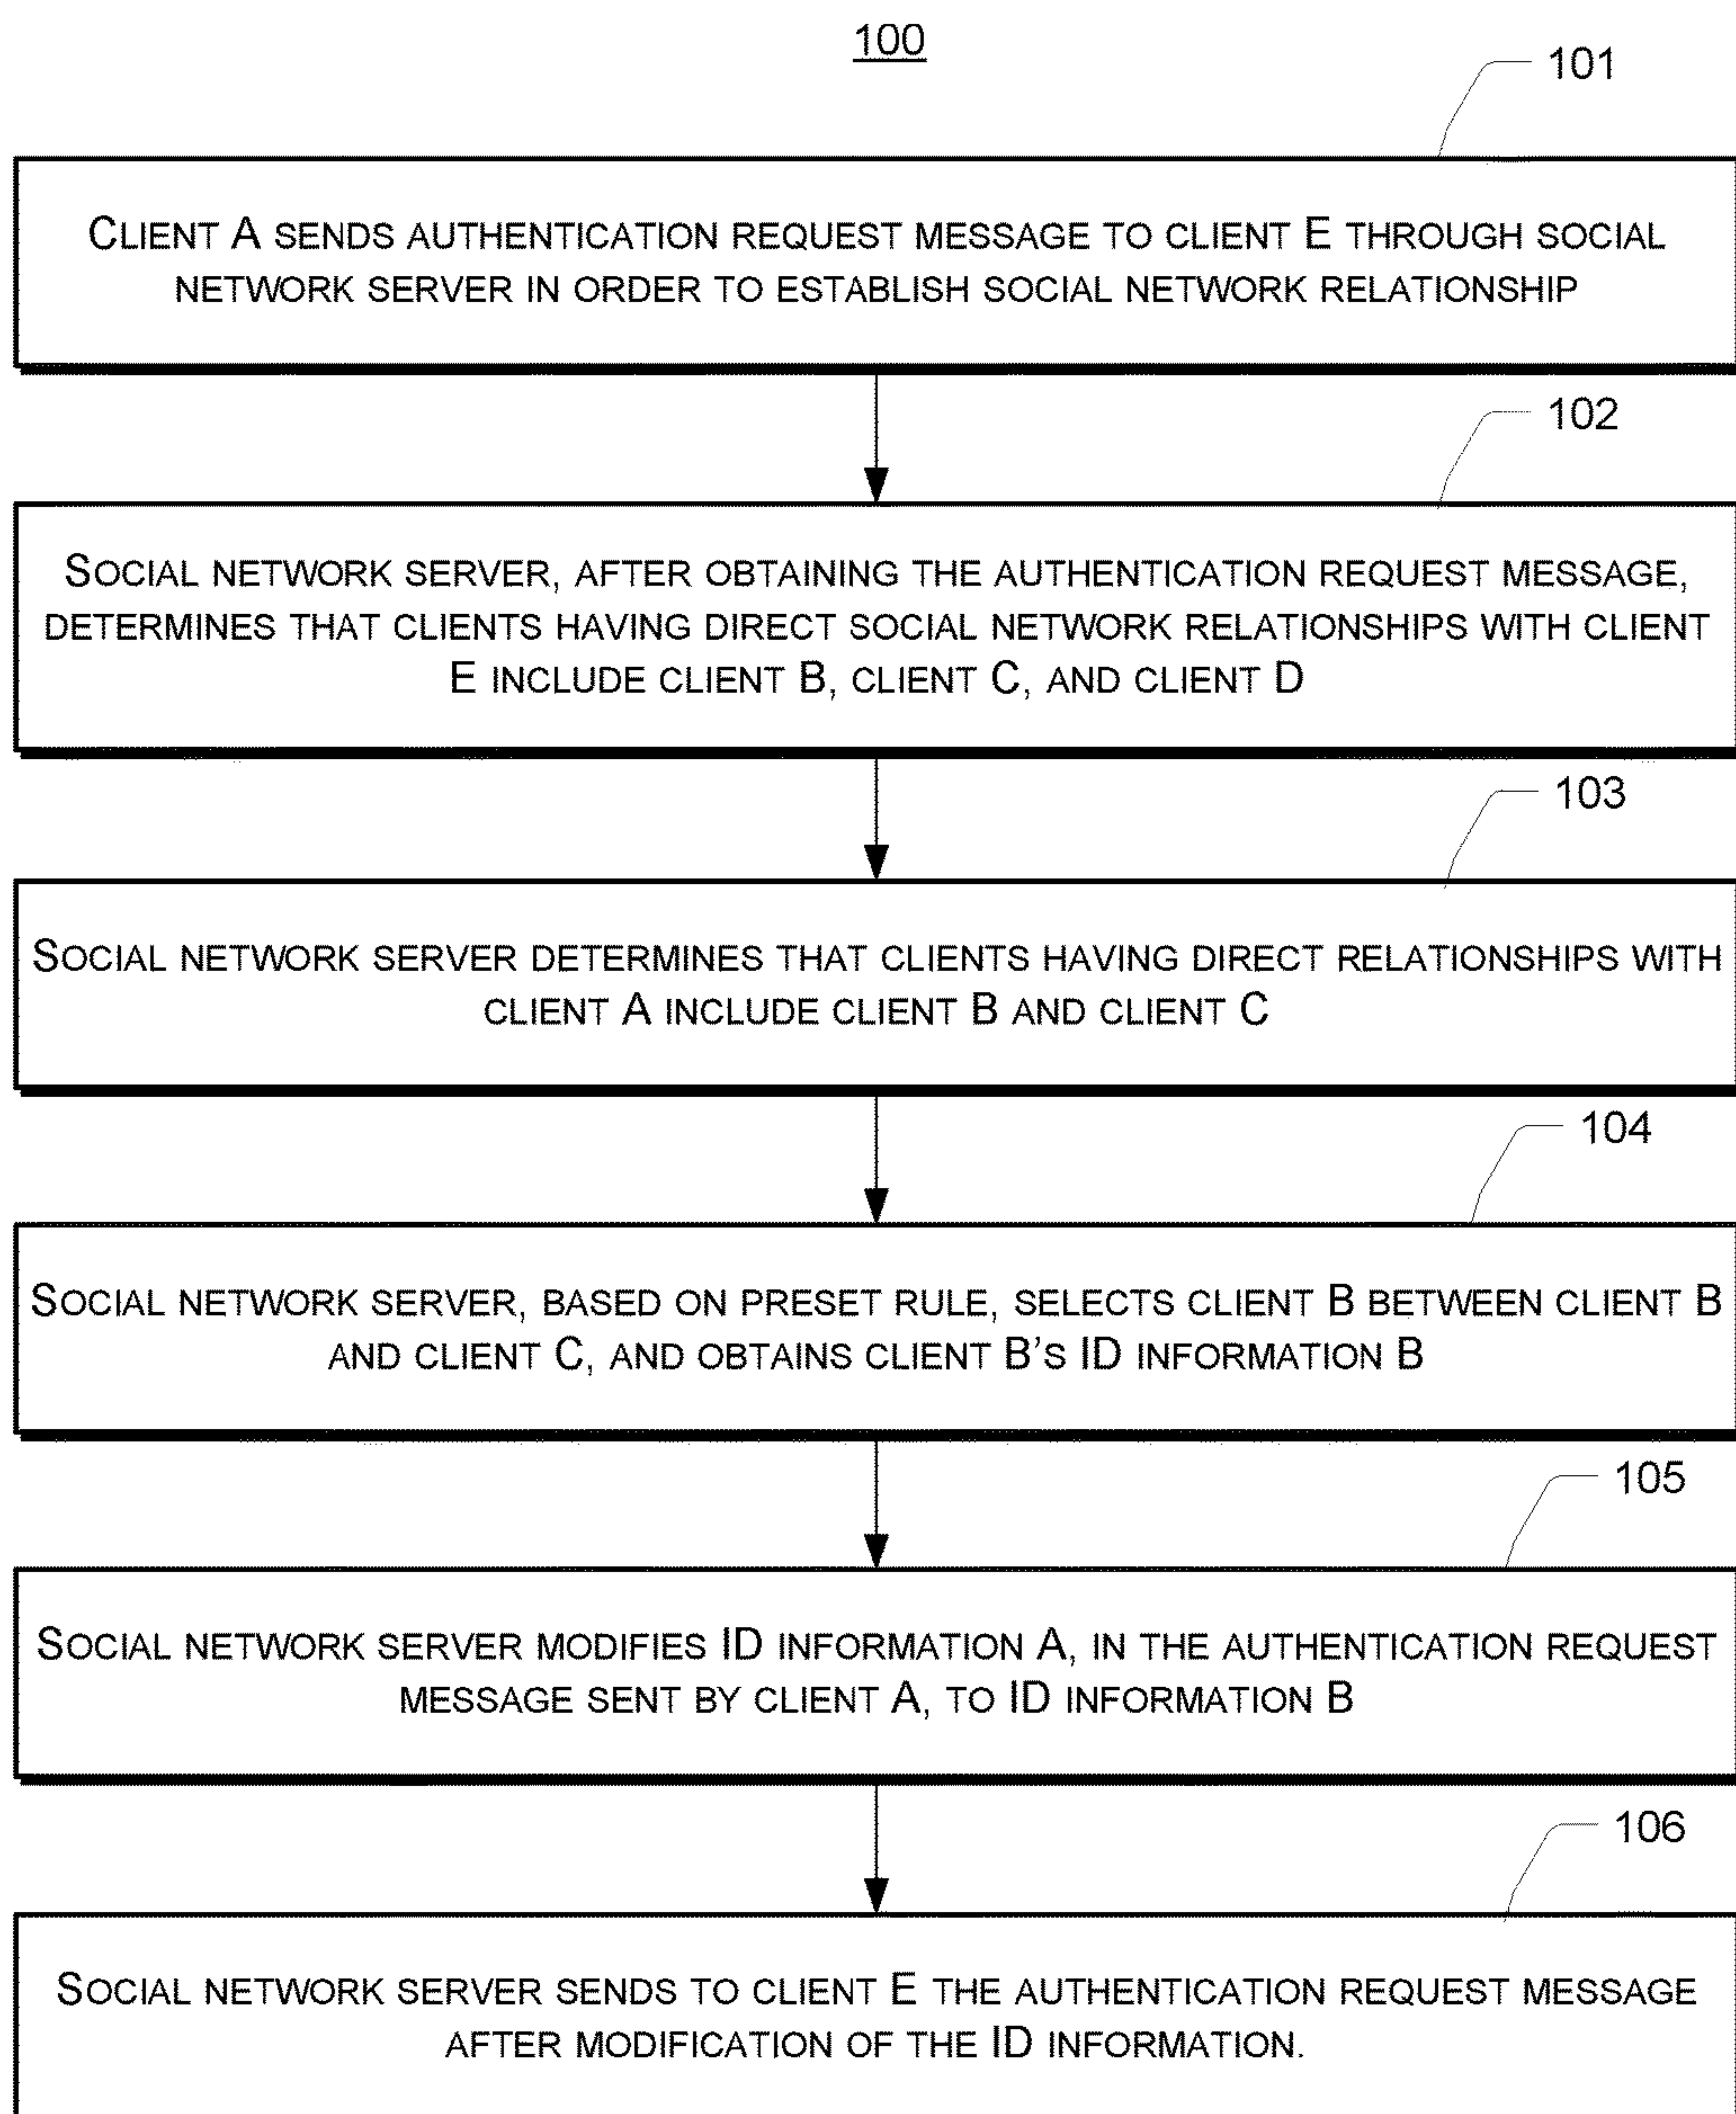 100
101
CLIENT A SENDS AUTHENTICATION REQUEST MESSAGE TO CLIENT E THROUGH SOCIAL
NETWORK SERVER IN ORDER TO ESTABLISH SOCIAL NETWORK RELATIONSHIP
102
SOCIAL NETWORK SERVER, AFTER OBTAINING THE AUTHENTICATION REQUEST MESSAGE,
DETERMINES THAT CLIENTS HAVING DIRECT SOCIAL NETWORK RELATIONSHIPS WITH CLIENT
E INCLUDE CLIENT B, CLIENT C, AND CLIENT D
103
SOCIAL NETWORK SERVER DETERMINES THAT CLIENTS HAVING DIRECT RELATIONSHIPS WITH
CLIENT A INCLUDE CLIENT B AND CLIENT C
104
SOCIAL NETWORK SERVER, BASED ON PRESET RULE, SELECTS CLIENT B BETWEEN CLIENT B
AND CLIENT C, AND OBTAINS CLIENT B'S ID INFORMATION B
105
SOCIAL NETWORK SERVER MODIFIES ID INFORMATION A, IN THE AUTHENTICATION REQUEST
MESSAGE SENT BY CLIENT A, TO ID INFORMATION B
106
SOCIAL NETWORK SERVER SENDS TO CLIENT E THE AUTHENTICATION REQUEST MESSAGE
AFTER MODIFICATION OF THE ID INFORMATION.